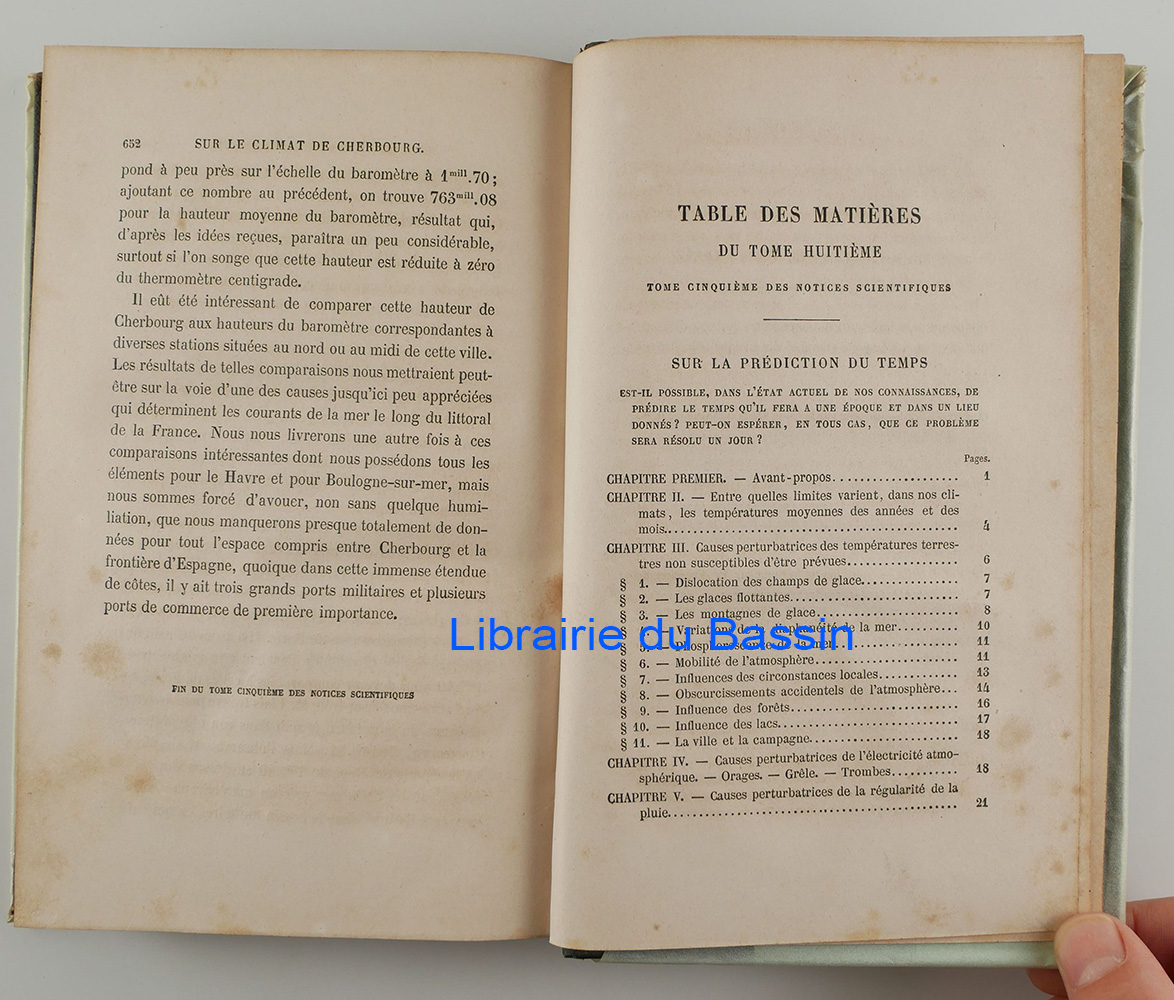 652 SUR LE CLIMAT DE CHERBOURG.
pond à peu près sur l'échelle du baromètre à 1mill.70;
ajoutant ce nombre au précédent, on trouve 763mill.08
pour la hauteur moyenne du baromètre, résultat qui,
d'après les idées reçues, paraîtra un peu considérable,
surtout si l'on songe que cette hauteur est réduite à zéro
du thermomètre centigrade.
Il eût été intéressant de comparer cette hauteur de
Cherbourg aux hauteurs du baromètre correspondantes à
diverses stations situées au nord ou au midi de cette ville.
Les résultats de telles comparaisons nous mettraient peut-
être sur la voie d'une des causes jusqu'ici peu appréciées
qui déterminent les courants de la mer le long du littoral
de la France. Nous nous livrerons une autre fois à ces
comparaisons intéressantes dont nous possédons tous les
éléments pour le Havre et pour Boulogne-sur-mer, mais
nous sommes forcé d'avouer, non sans quelque humi-
liation, que nous manquerons presque totalement de don-
nées pour tout l'espace compris entre Cherbourg et la
frontière d'Espagne, quoique dans cette immense étendue
de côtes, il y ait trois grands ports militaires et plusieurs
ports de commerce de première importance.
FIN DU TOME CINQUIÈME DES NOTICES SCIENTIFIQUES
TABLE DES MATIÈRES
DU TOME HUITIÈME
TOME CINQUIÈME DES NOTICES SCIENTIFIQUES
SUR LA PRÉDICTION DU TEMPS
EST-IL POSSIBLE, DANS L'ÉTAT ACTUEL DE NOS CONNAISSANCES, DE
PRÉDIRE LE TEMPS QU'IL FERA A UNE ÉPOQUE ET DANS UN LIEU
DONNÉS? PEUT-ON ESPÉRER, EN TOUS CAS, QUE CE PROBLÈME
SERA RÉSOLU UN JOUR?
Pages.
CHAPITRE PREMIER. — Avant-propos.................... 1
CHAPITRE II. — Entre quelles limites varient, dans nos cli-
mats, les températures moyennes des années et des
mois............................................ 4
CHAPITRE III. Causes perturbatrices des températures terres-
tres non susceptibles d'être prévues................. 6
§ 1. — Dislocation des champs de glace.............. 7
§ 2. — Les glaces flottantes......................... 7
§ 3. — Les montagnes de glace..................... 8
§ 4. — Variations de la diaphanéité de la mer......... 10
§ 5. — Phosphorescence de la mer.................. 11
§ 6. — Mobilité de l'atmosphère.................... 11
§ 7. — Influences des circonstances locales............ 13
§ 8. — Obscurcissements accidentels de l'atmosphère... 14
§ 9. — Influence des forêts......................... 16
§ 10. — Influence des lacs.......................... 17
§ 11. — La ville et la campagne..................... 18
CHAPITRE IV. — Causes perturbatrices de l'électricité atmo-
sphérique. — Orages. — Grêle. — Trombes........... 18
CHAPITRE V. — Causes perturbatrices de la régularité de la
pluie............................................ 21
Librairie du Bassin